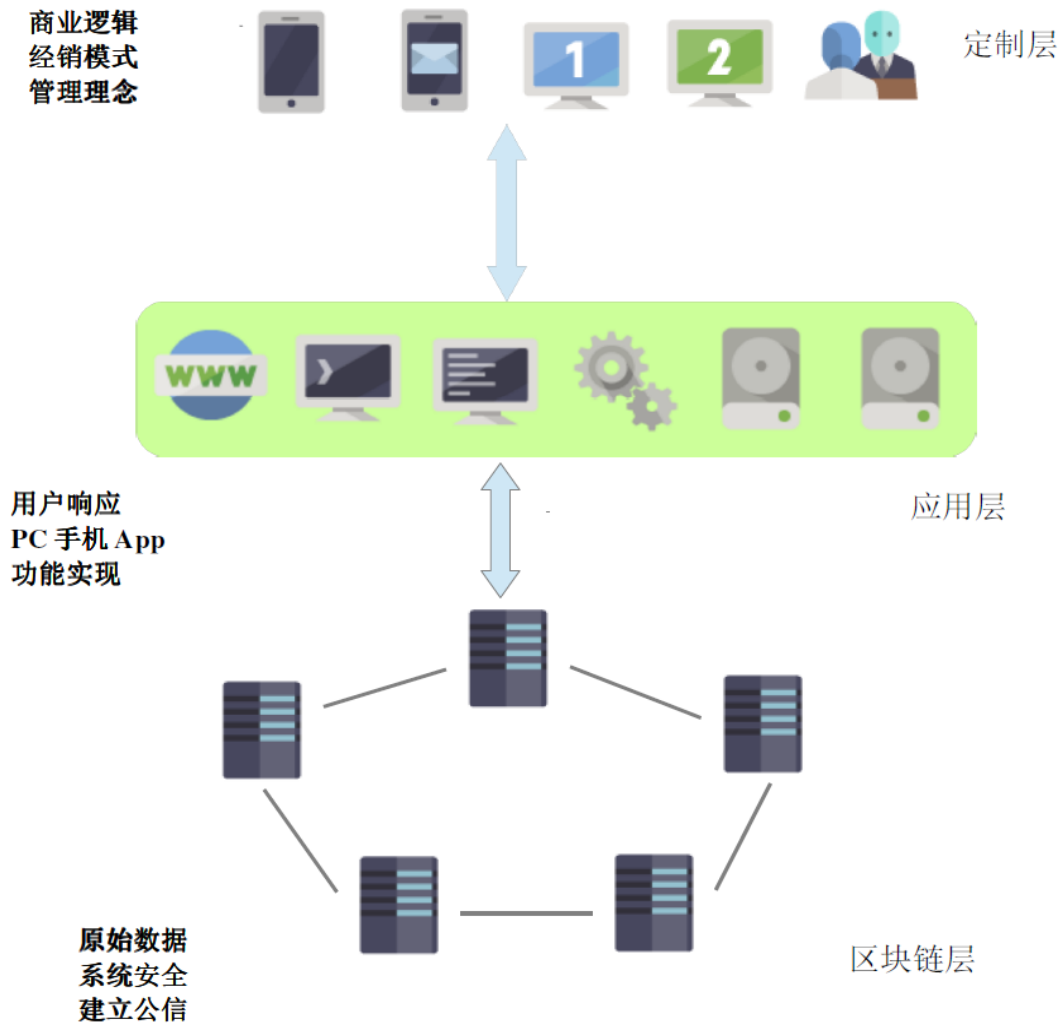 商业逻辑
经销模式
管理理念
定制层
1
2
www
用户响应
PC 手机 App
功能实现
应用层
原始数据
系统安全
建立公信
区块链层